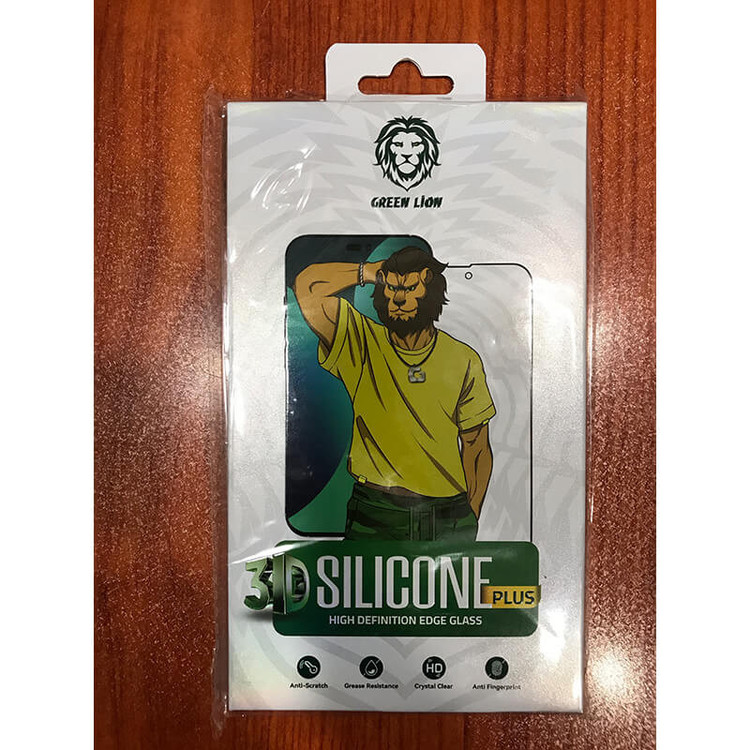 GREEN LION
3D SILICONE PLUS
HIGH DEFINITION EDGE GLASS
HD
Anti-Scratch Grease Resistance Crystal Clear Anti Fingerprint